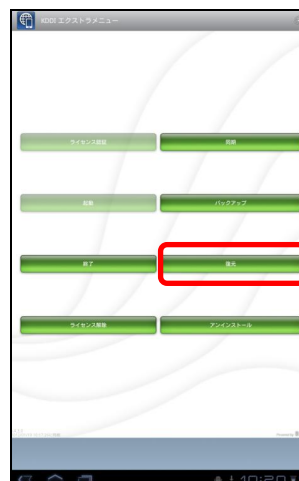 KDDI エクストラメニュー
ライセンス認証
同期
起動
バックアップ
終了
復元
ライセンス解除
アンインストール
10:20